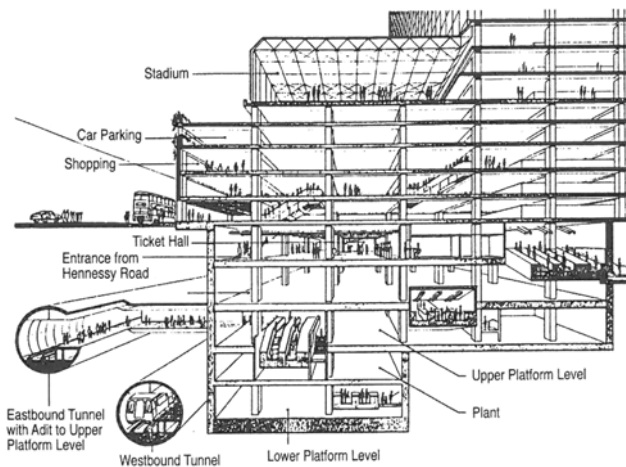 Stadium
Car Parking
Shopping
Ticket Hall
Entrance from
Hennessy Road
Upper Platform Level
Plant
Eastbound Tunnel
with Adit to Upper
Platform Level
Westbound Tunnel
Lower Platform Level